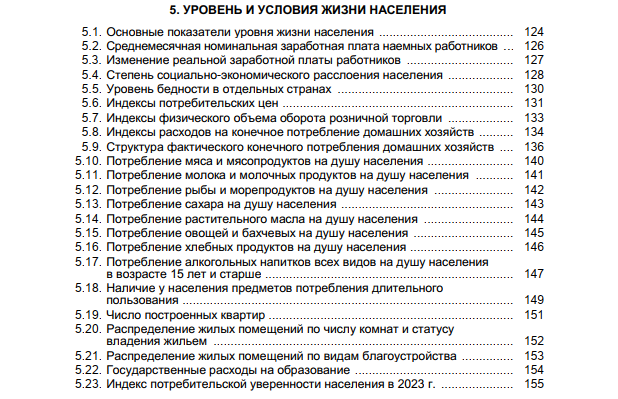 5. УРОВЕНЬ И УСЛОВИЯ ЖИЗНИ НАСЕЛЕНИЯ
5.1. Основные показатели уровня жизни населения ........................ 124
5.2. Среднемесячная номинальная заработная плата наемных работников ... 126
5.3. Изменение реальной заработной платы работников ........................ 127
5.4. Степень социально-экономического расслоения населения ............ 128
5.5. Уровень бедности в отдельных странах ........................ 130
5.6. Индексы потребительских цен ........................ 131
5.7. Индексы физического объема оборота розничной торговли ............ 133
5.8. Индексы расходов на конечное потребление домашних хозяйств ......... 134
5.9. Структура фактического конечного потребления домашних хозяйств .... 136
5.10. Потребление мяса и мясопродуктов на душу населения ................ 140
5.11. Потребление молока и молочных продуктов на душу населения ......... 141
5.12. Потребление рыбы и морепродуктов на душу населения ................ 142
5.13. Потребление сахара на душу населения ........................ 143
5.14. Потребление растительного масла на душу населения ................ 144
5.15. Потребление овощей и бахчевых на душу населения ................ 145
5.16. Потребление хлебных продуктов на душу населения ................ 146
5.17. Потребление алкогольных напитков всех видов на душу населения
в возрасте 15 лет и старше ........................ 147
5.18. Наличие у населения предметов потребления длительного
пользования ........................ 149
5.19. Число построенных квартир ........................ 151
5.20. Распределение жилых помещений по числу комнат и статусу
владения жильем ........................ 152
5.21. Распределение жилых помещений по видам благоустройства ............ 153
5.22. Государственные расходы на образование ........................ 154
5.23. Индекс потребительской уверенности населения в 2023 г. ................ 155